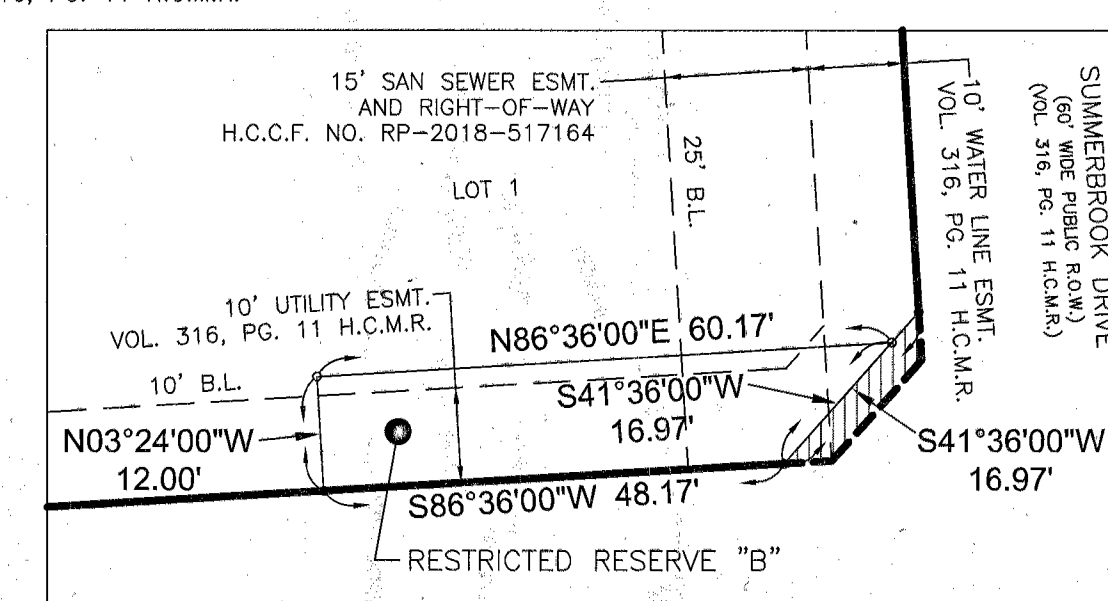 15' SAN SEWER ESMT.
AND RIGHT-OF-WAY
H.C.C.F. NO. RP-2018-517164
LOT 1
25' B.L.
10' WATER LINE ESMT.
VOL. 316, PG. 11 H.C.M.R.
SUMMERBROOK DRIVE
(60' WIDE PUBLIC R.O.W.)
(VOL. 316, PG. 11 H.C.M.R.)
10' UTILITY ESMT.
VOL. 316, PG. 11 H.C.M.R.
10' B.L.
N86°36'00"E 60.17'
S41°36'00"W
16.97'
N03°24'00"W
12.00'
S41°36'00"W
16.97'
S86°36'00"W 48.17'
RESTRICTED RESERVE "B"